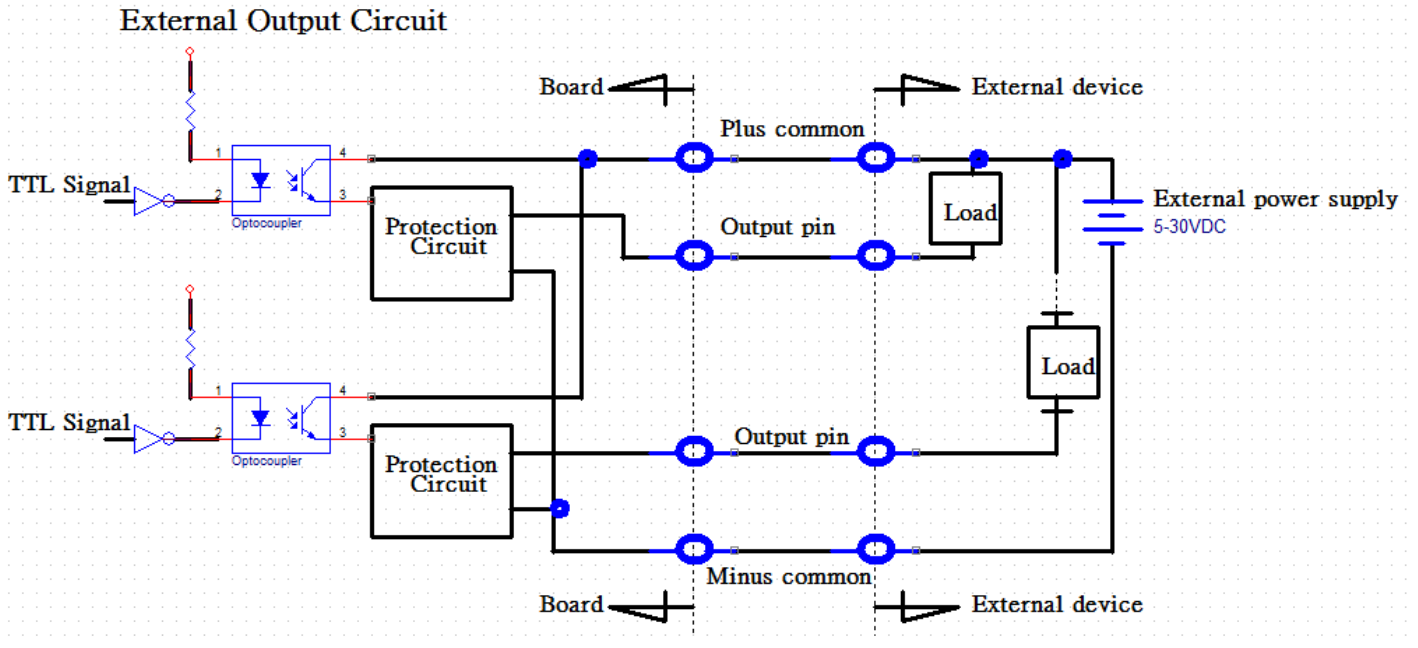 External Output Circuit
Board
External device
Plus common
1
4
TTL Signal
2
3
Optocoupler
Protection
Circuit
Output pin
Load
External power supply
5-30VDC
Load
1
4
TTL Signal
2
3
Optocoupler
Protection
Circuit
Output pin
Minus common
Board
External device